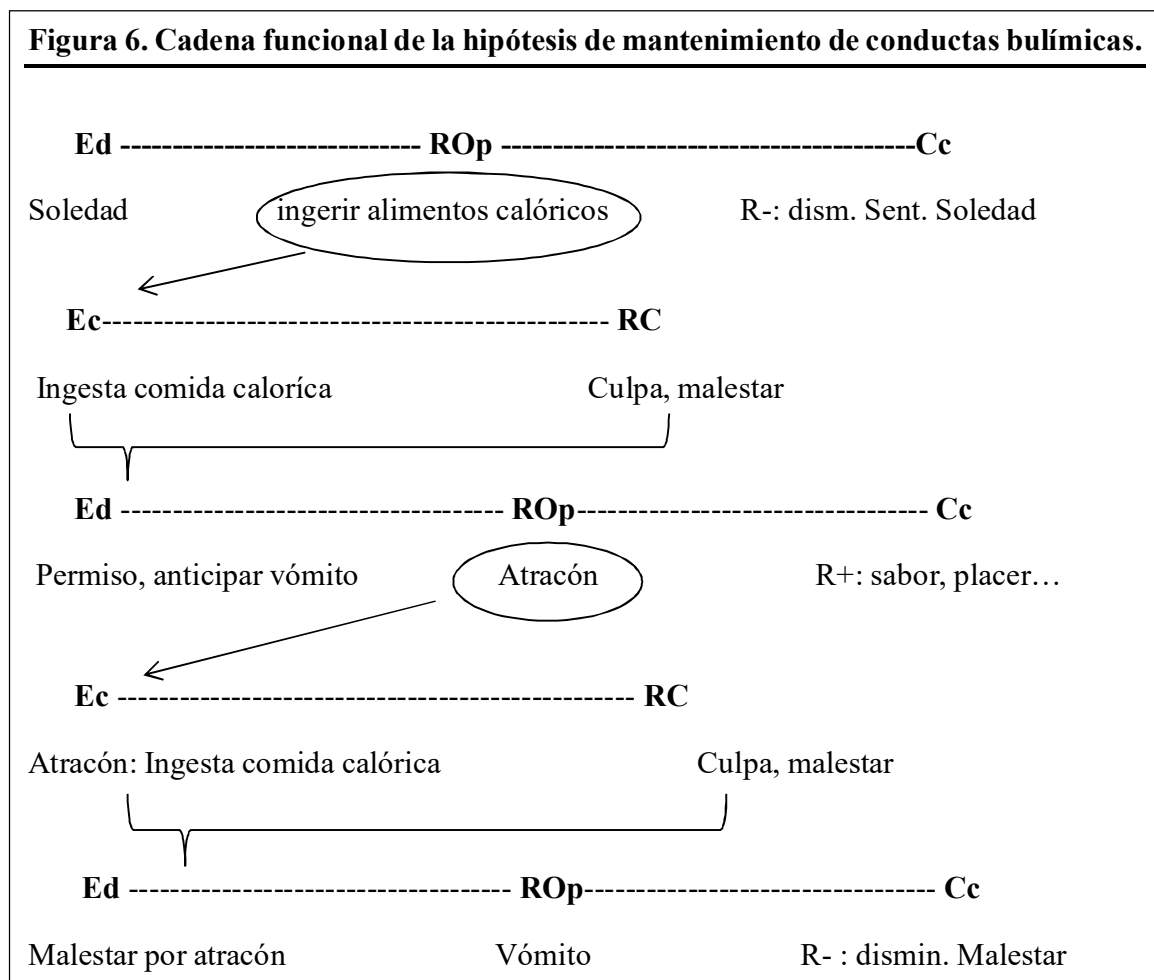 Figura 6. Cadena funcional de la hipótesis de mantenimiento de conductas bulímicas.
Ed ----------------------------- ROp ----------------------------------------Cc
Soledad ingerir alimentos calóricos R-: dism. Sent. Soledad
Ec------------------------------------------------- RC
Ingesta comida caloríca Culpa, malestar
Ed ------------------------------------- ROp---------------------------------- Cc
Permiso, anticipar vómito Atracón R+: sabor, placer…
Ec -------------------------------------------------- RC
Atracón: Ingesta comida calórica Culpa, malestar
Ed ------------------------------------- ROp---------------------------------- Cc
Malestar por atracón Vómito R- : dismin. Malestar